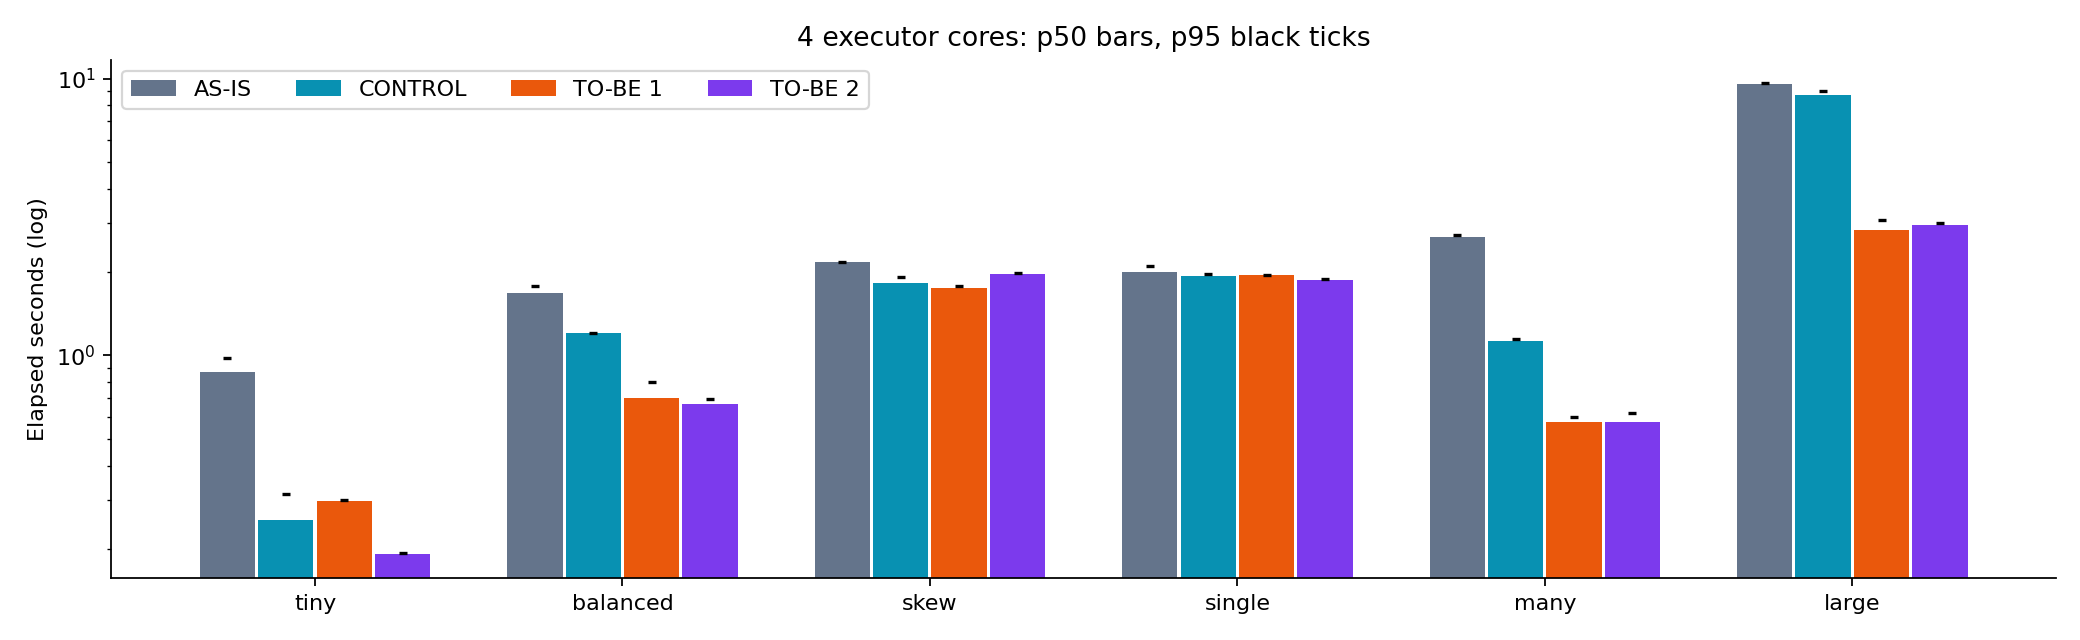 4 executor cores: p50 bars, p95 black ticks
AS-IS
CONTROL
TO-BE 1
TO-BE 2
Elapsed seconds (log)
10¹
10⁰
tiny
balanced
skew
single
many
large